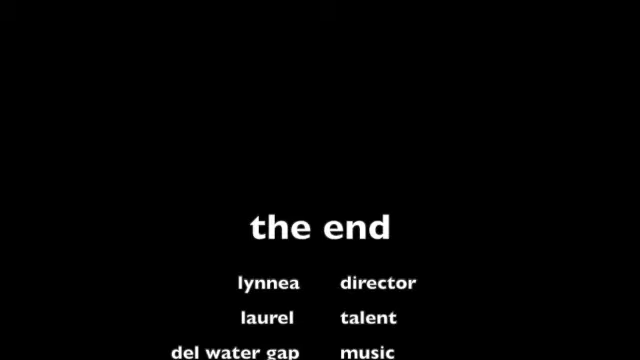 the end
lynnea director
laurel talent
del water gap music